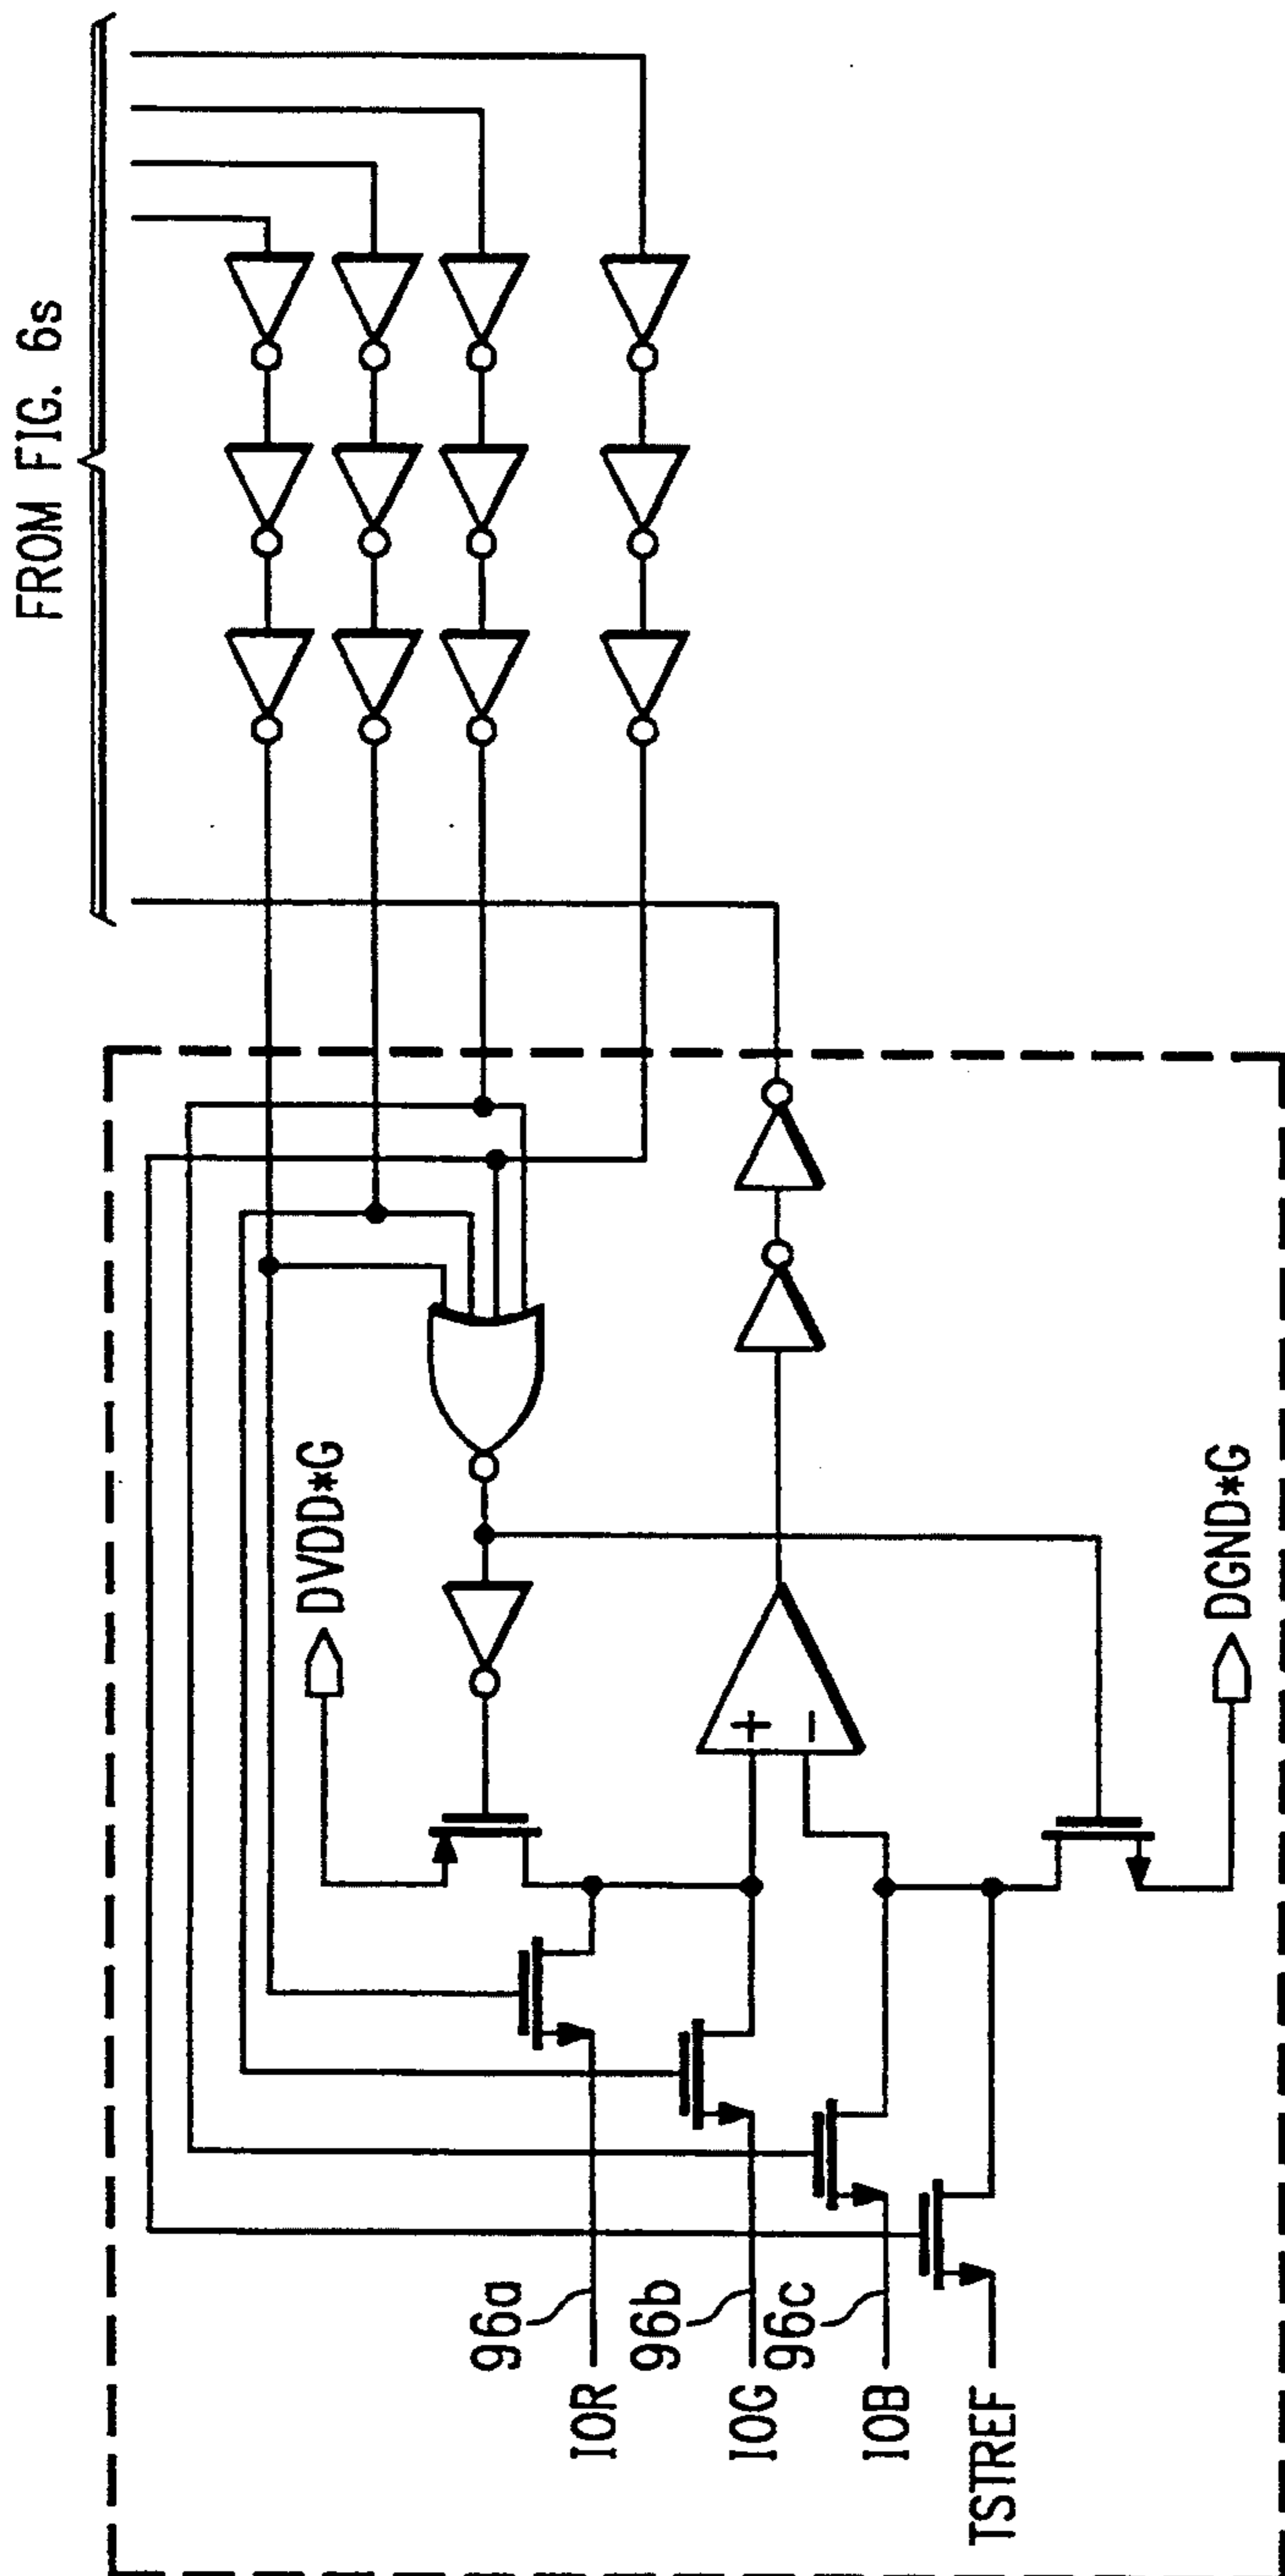 FROM FIG. 6s
DVDD*G
DGND*G
+
−
96a
IOR
96b
IOG
96c
IOB
TSTREF